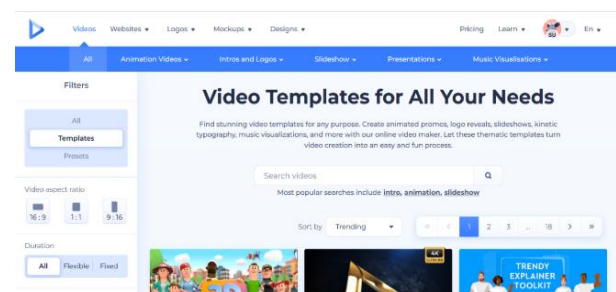 Videos Websites Logos Mockups Designs Pricing Learn SU En
All Animation Videos Intros and Logos Slideshow Presentations Music Visualisations
Filters
All
Templates
Presets
Video aspect ratio
16:9 1:1 9:16
Duration
All Flexible Fixed
Video Templates for All Your Needs
Find stunning video templates for any purpose. Create animated promos, logo reveals, slideshows, kinetic
typography, music visualizations, and more with our online video maker. Let these thematic templates turn
video creation into an easy and fun process.
Search videos
Most popular searches include intro, animation, slideshow
Sort by Trending « < 1 2 3 ... 18 > »
3D
4K
TRENDY
EXPLAINER
TOOLKIT